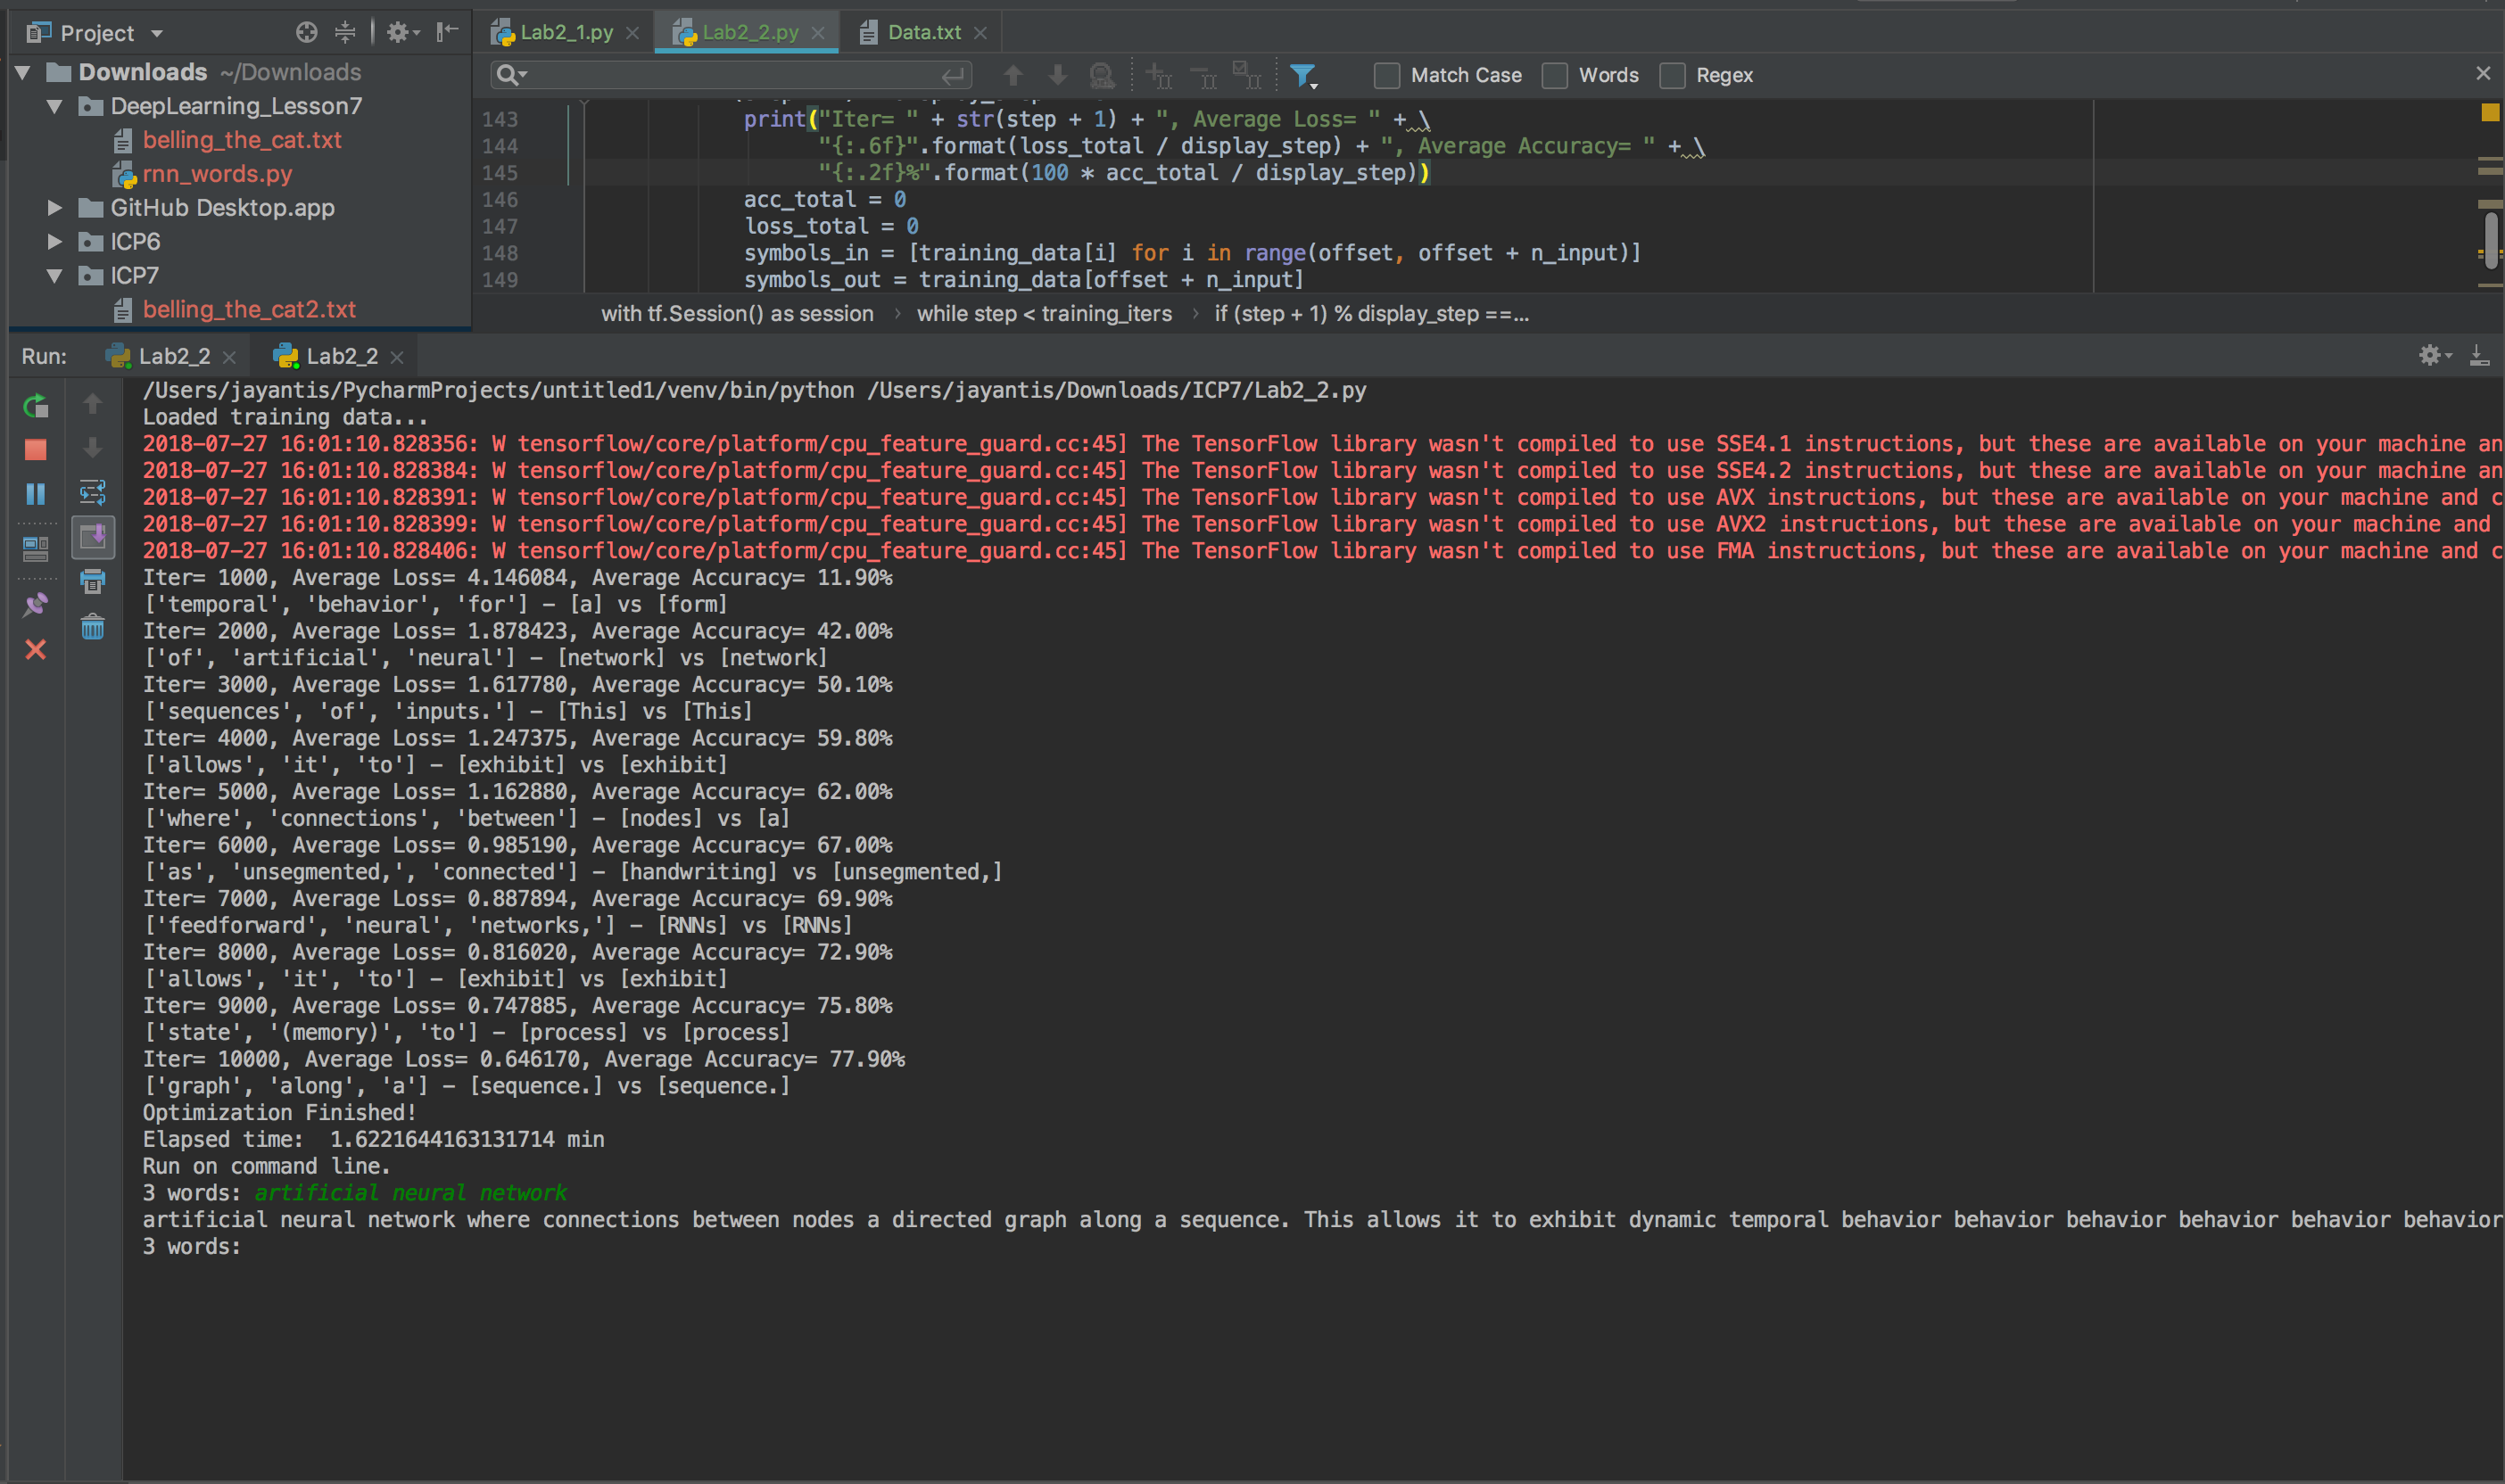 Project
Downloads ~/Downloads
DeepLearning_Lesson7
belling_the_cat.txt
rnn_words.py
GitHub Desktop.app
ICP6
ICP7
belling_the_cat2.txt
Lab2_1.py Lab2_2.py Data.txt
Match Case Words Regex
143 print("Iter= " + str(step + 1) + ", Average Loss= " + \
144 "{:.6f}".format(loss_total / display_step) + ", Average Accuracy= " + \
145 "{:.2f}%".format(100 * acc_total / display_step))
146 acc_total = 0
147 loss_total = 0
148 symbols_in = [training_data[i] for i in range(offset, offset + n_input)]
149 symbols_out = training_data[offset + n_input]
with tf.Session() as session › while step < training_iters › if (step + 1) % display_step ==...
Run: Lab2_2 Lab2_2
/Users/jayantis/PycharmProjects/untitled1/venv/bin/python /Users/jayantis/Downloads/ICP7/Lab2_2.py
Loaded training data...
2018-07-27 16:01:10.828356: W tensorflow/core/platform/cpu_feature_guard.cc:45] The TensorFlow library wasn't compiled to use SSE4.1 instructions, but these are available on your machine an
2018-07-27 16:01:10.828384: W tensorflow/core/platform/cpu_feature_guard.cc:45] The TensorFlow library wasn't compiled to use SSE4.2 instructions, but these are available on your machine an
2018-07-27 16:01:10.828391: W tensorflow/core/platform/cpu_feature_guard.cc:45] The TensorFlow library wasn't compiled to use AVX instructions, but these are available on your machine and c
2018-07-27 16:01:10.828399: W tensorflow/core/platform/cpu_feature_guard.cc:45] The TensorFlow library wasn't compiled to use AVX2 instructions, but these are available on your machine and
2018-07-27 16:01:10.828406: W tensorflow/core/platform/cpu_feature_guard.cc:45] The TensorFlow library wasn't compiled to use FMA instructions, but these are available on your machine and c
Iter= 1000, Average Loss= 4.146084, Average Accuracy= 11.90%
['temporal', 'behavior', 'for'] - [a] vs [form]
Iter= 2000, Average Loss= 1.878423, Average Accuracy= 42.00%
['of', 'artificial', 'neural'] - [network] vs [network]
Iter= 3000, Average Loss= 1.617780, Average Accuracy= 50.10%
['sequences', 'of', 'inputs.'] - [This] vs [This]
Iter= 4000, Average Loss= 1.247375, Average Accuracy= 59.80%
['allows', 'it', 'to'] - [exhibit] vs [exhibit]
Iter= 5000, Average Loss= 1.162880, Average Accuracy= 62.00%
['where', 'connections', 'between'] - [nodes] vs [a]
Iter= 6000, Average Loss= 0.985190, Average Accuracy= 67.00%
['as', 'unsegmented,', 'connected'] - [handwriting] vs [unsegmented,]
Iter= 7000, Average Loss= 0.887894, Average Accuracy= 69.90%
['feedforward', 'neural', 'networks,'] - [RNNs] vs [RNNs]
Iter= 8000, Average Loss= 0.816020, Average Accuracy= 72.90%
['allows', 'it', 'to'] - [exhibit] vs [exhibit]
Iter= 9000, Average Loss= 0.747885, Average Accuracy= 75.80%
['state', '(memory)', 'to'] - [process] vs [process]
Iter= 10000, Average Loss= 0.646170, Average Accuracy= 77.90%
['graph', 'along', 'a'] - [sequence.] vs [sequence.]
Optimization Finished!
Elapsed time:  1.6221644163131714 min
Run on command line.
3 words: artificial neural network
artificial neural network where connections between nodes a directed graph along a sequence. This allows it to exhibit dynamic temporal behavior behavior behavior behavior behavior behavior
3 words: